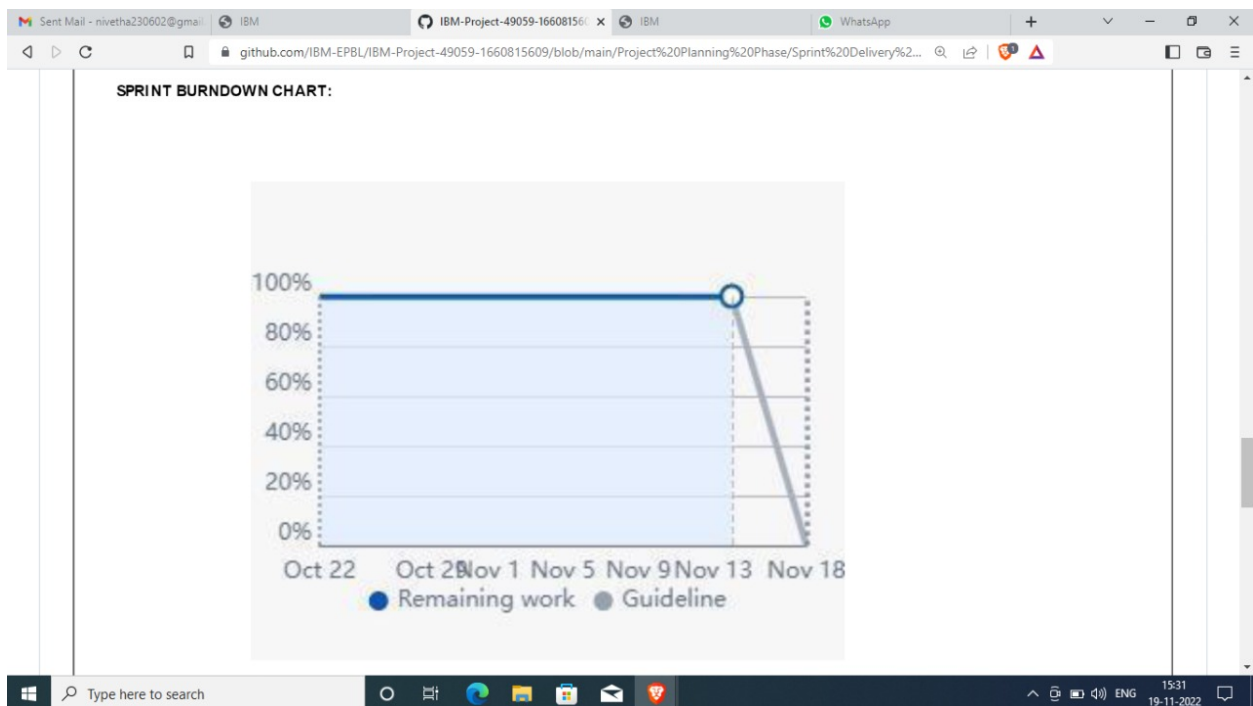 Sent Mail - nivetha230602@gmail
IBM
IBM-Project-49059-16608156
IBM
WhatsApp
github.com/IBM-EPBL/IBM-Project-49059-1660815609/blob/main/Project%20Planning%20Phase/Sprint%20Delivery%2...
SPRINT BURNDOWN CHART:
100%
80%
60%
40%
20%
0%
Oct 22 Oct 29 Nov 1 Nov 5 Nov 9 Nov 13 Nov 18
Remaining work Guideline
Type here to search
ENG
15:31
19-11-2022